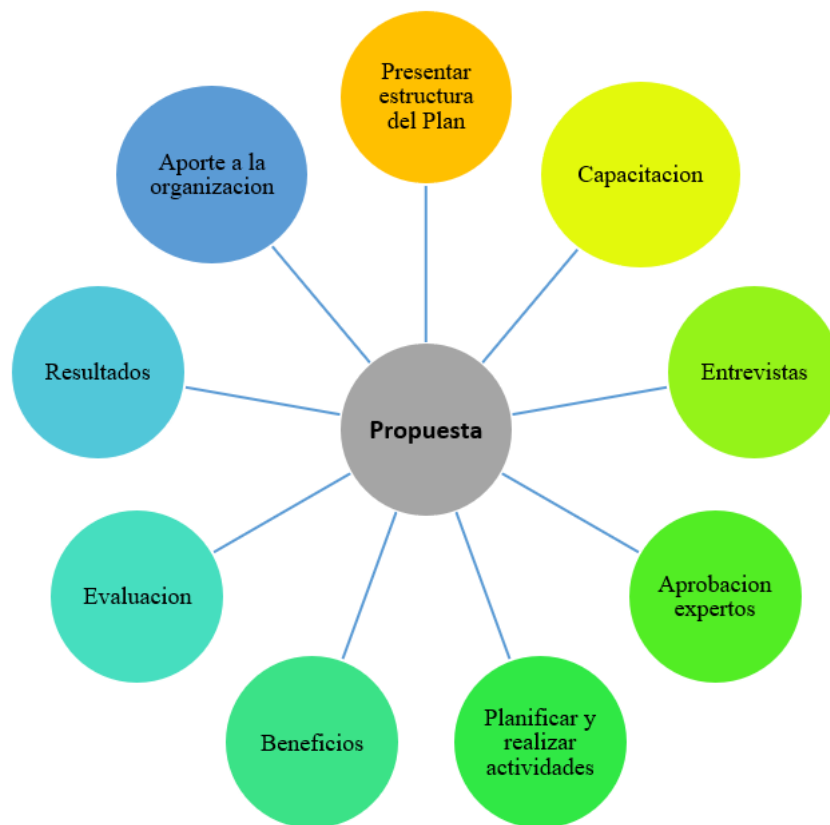 Presentar
estructura
del Plan
Capacitacion
Entrevistas
Aprobacion
expertos
Planificar y
realizar
actividades
Beneficios
Evaluacion
Resultados
Aporte a la
organizacion
Propuesta